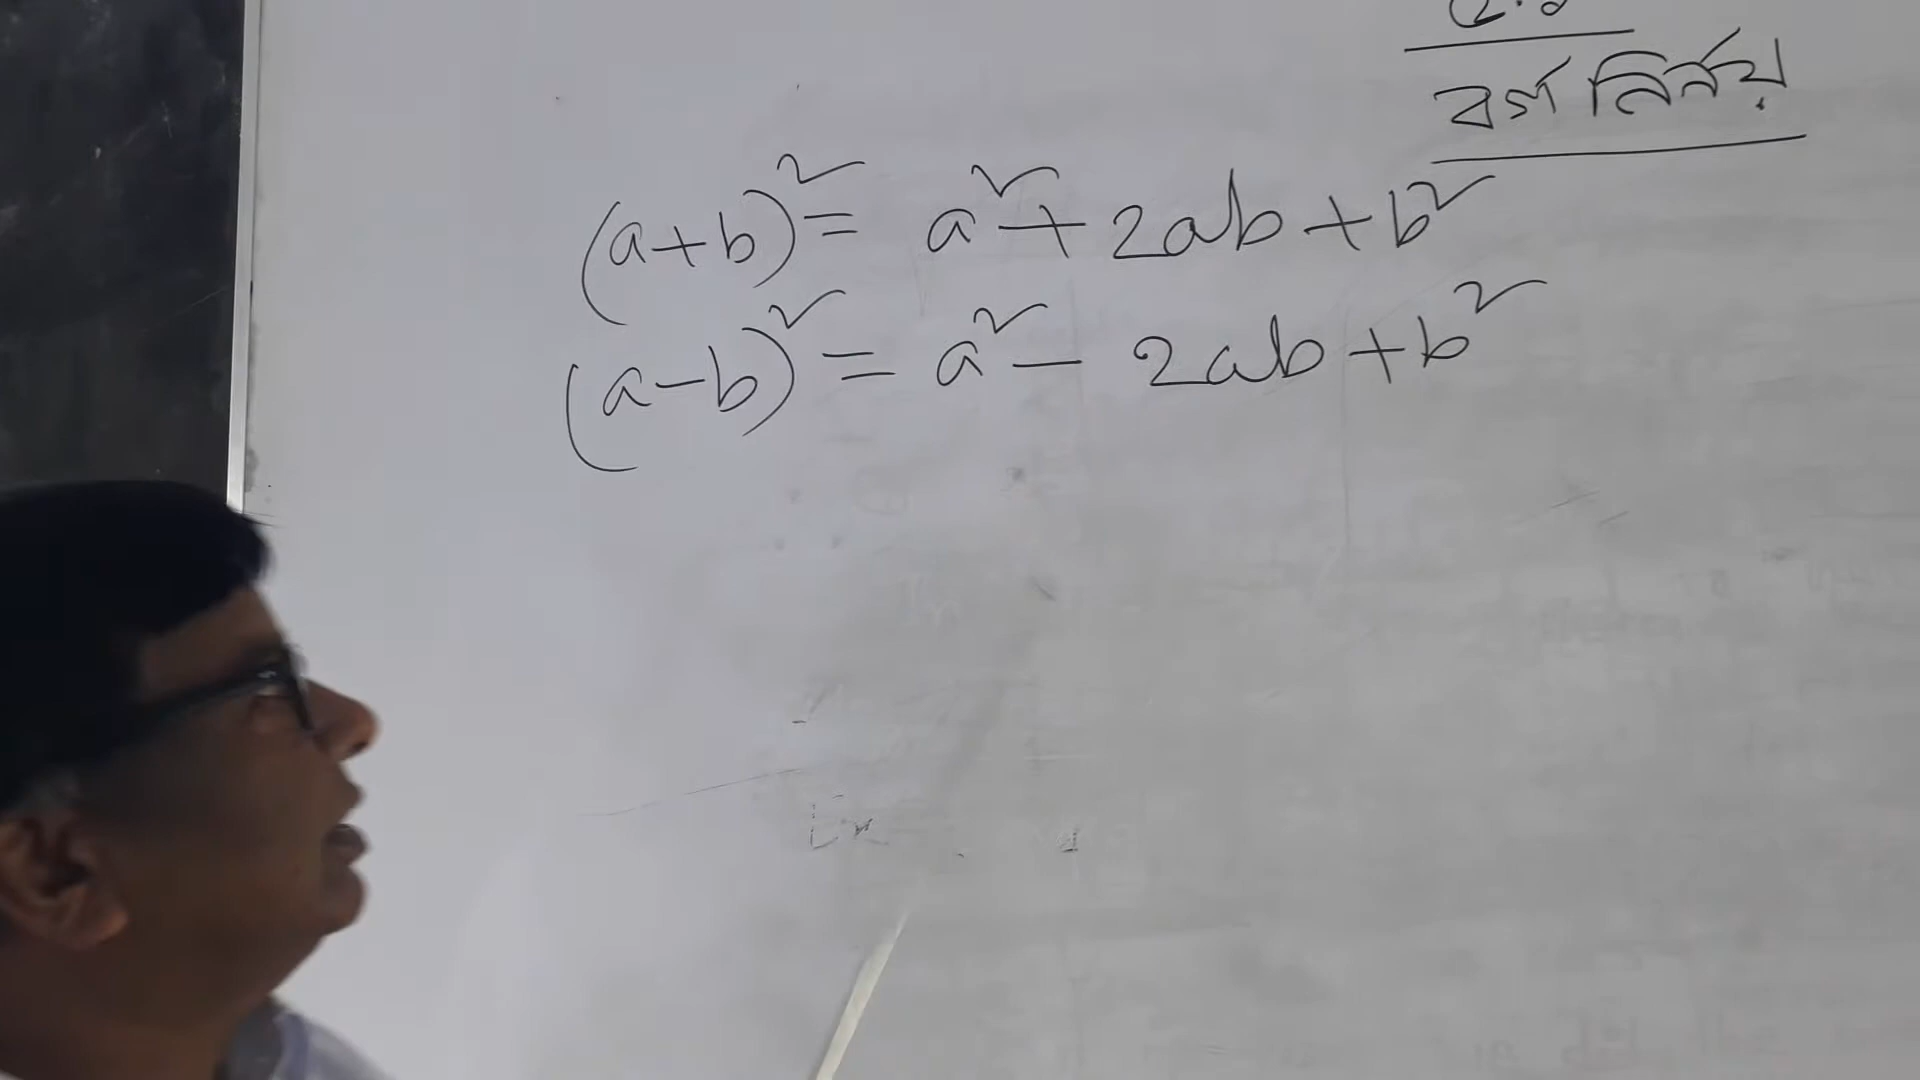 বর্গ নির্ণয়
(a+b)² = a² + 2ab + b²
(a-b)² = a² - 2ab + b²